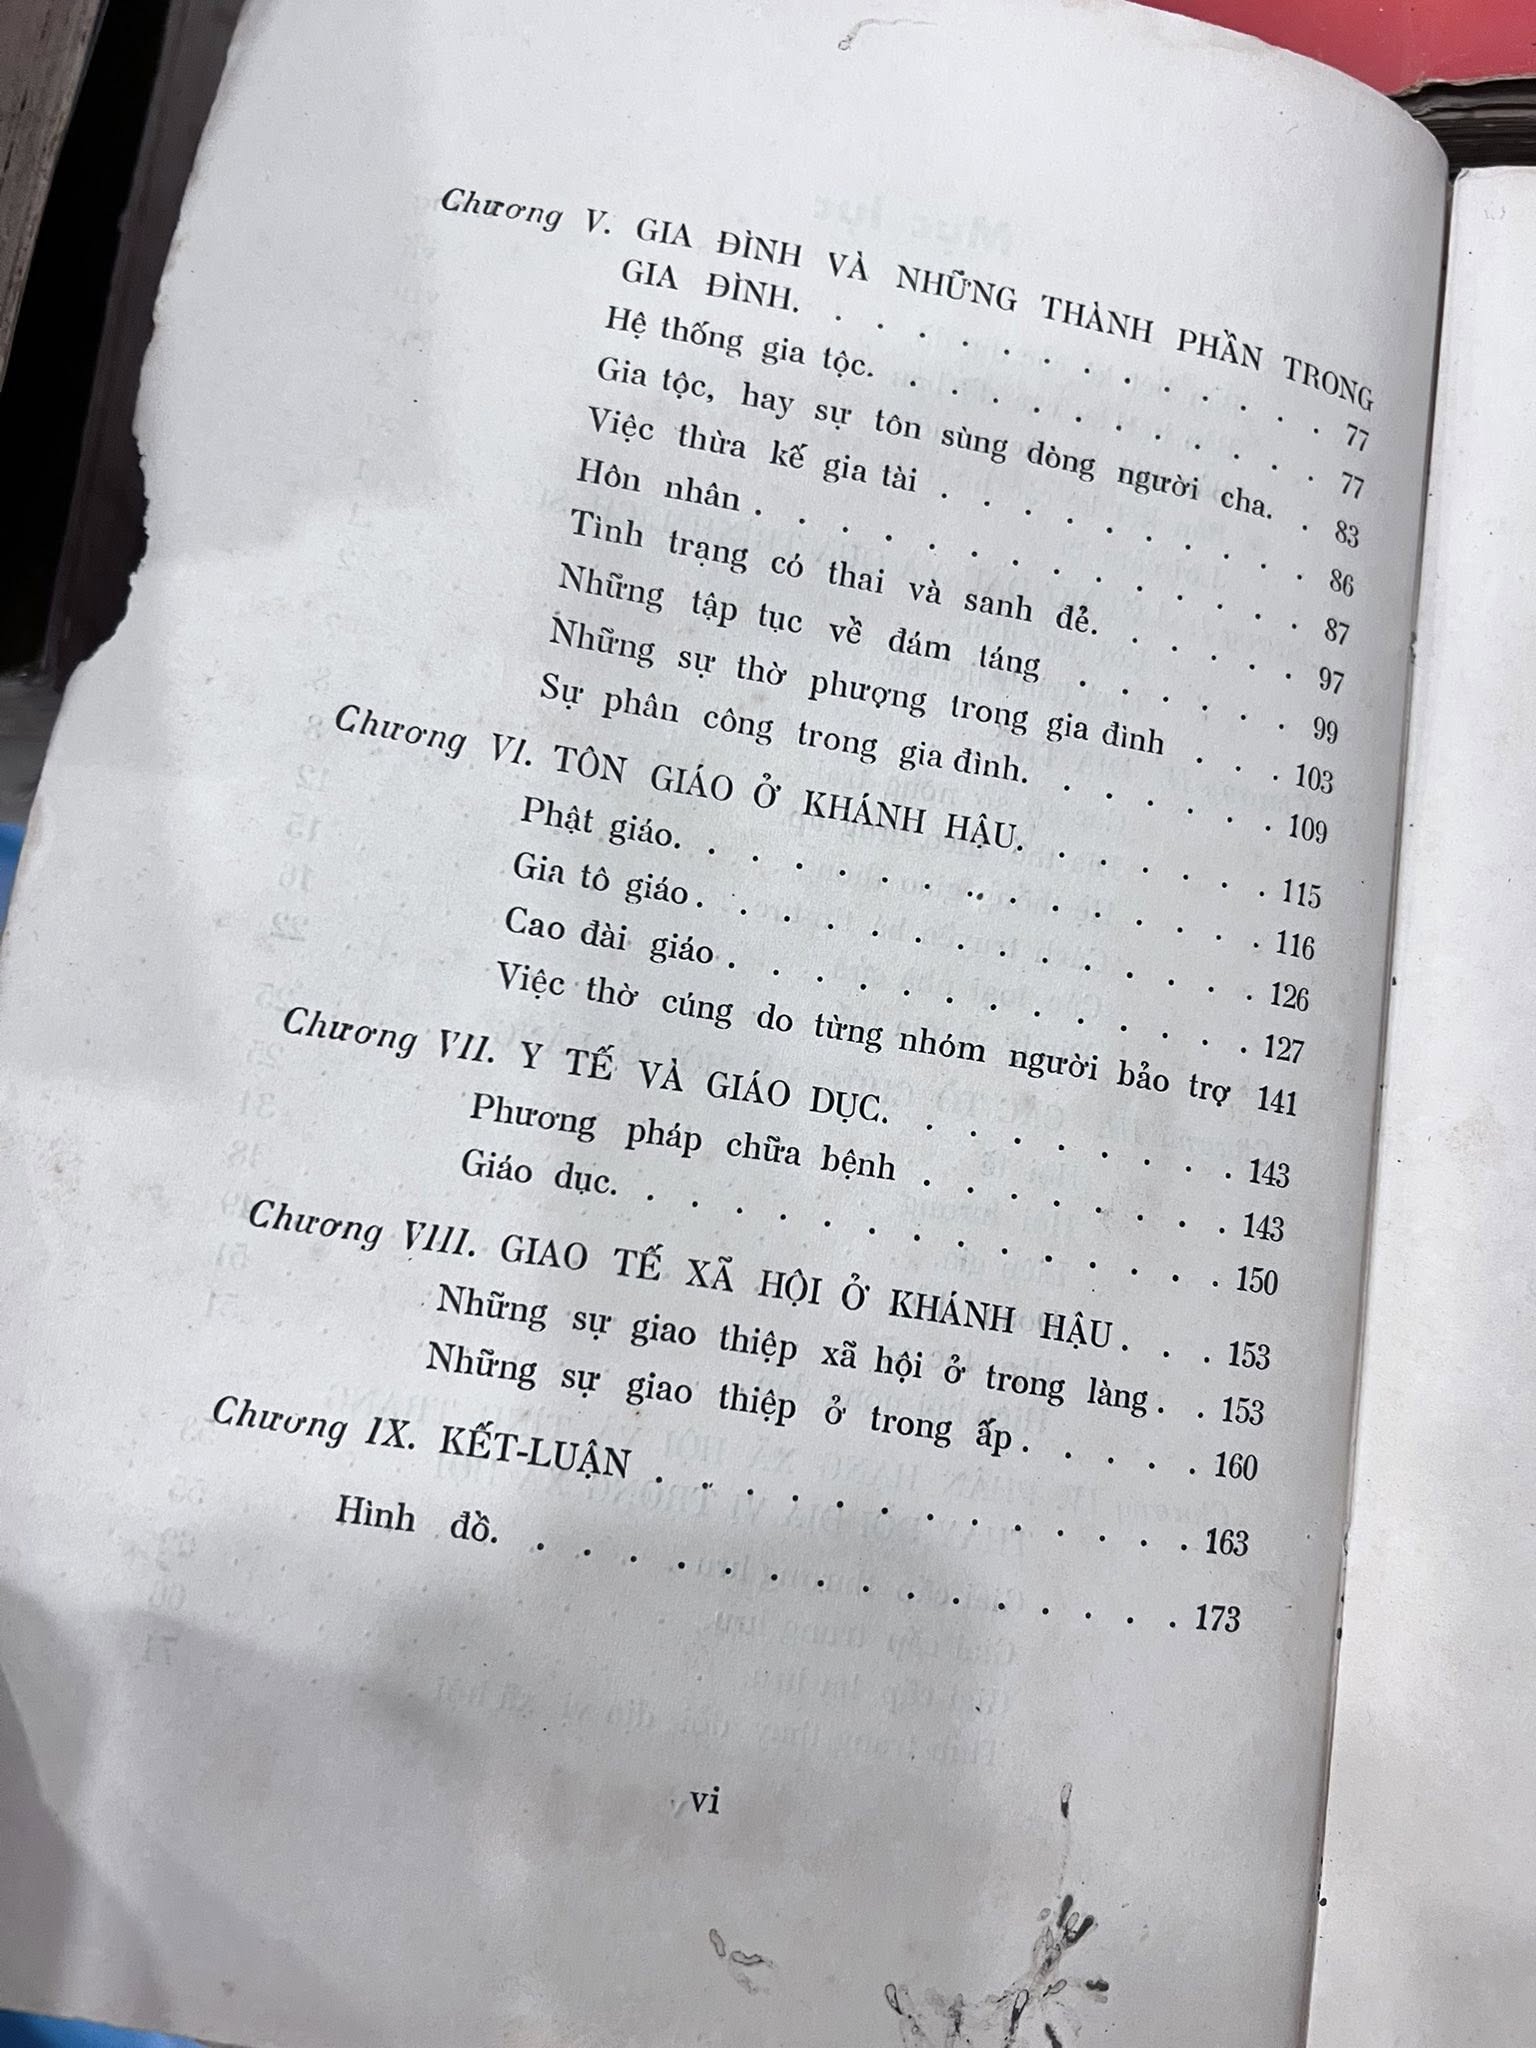 Chương V. GIA ĐÌNH VÀ NHỮNG THÀNH PHẦN TRONG
GIA ĐÌNH. . . . . . . . . . . . . 77
Hệ thống gia tộc. . . . . . . . . . . . 77
Gia tộc, hay sự tôn sùng dòng người cha. . 83
Việc thừa kế gia tài . . . . . . . . . . 86
Hôn nhân . . . . . . . . . . . . . . 87
Tình trạng có thai và sanh đẻ. . . . . . 97
Những tập tục về đám táng . . . . . . 99
Những sự thờ phượng trong gia đình . . . 103
Sự phân công trong gia đình. . . . . . . 109
Chương VI. TÔN GIÁO Ở KHÁNH HẬU. . . . . . . 115
Phật giáo. . . . . . . . . . . . . . . 116
Gia tô giáo . . . . . . . . . . . . . . 126
Cao đài giáo . . . . . . . . . . . . . 127
Việc thờ cúng do từng nhóm người bảo trợ 141
Chương VII. Y TẾ VÀ GIÁO DỤC. . . . . . . . . 143
Phương pháp chữa bệnh . . . . . . . . 143
Giáo dục. . . . . . . . . . . . . . . 150
Chương VIII. GIAO TẾ XÃ HỘI Ở KHÁNH HẬU . . . 153
Những sự giao thiệp xã hội ở trong làng . . 153
Những sự giao thiệp ở trong ấp . . . . . 160
Chương IX. KẾT-LUẬN . . . . . . . . . . . . . 163
Hình đồ. . . . . . . . . . . . . . . . 173
vi